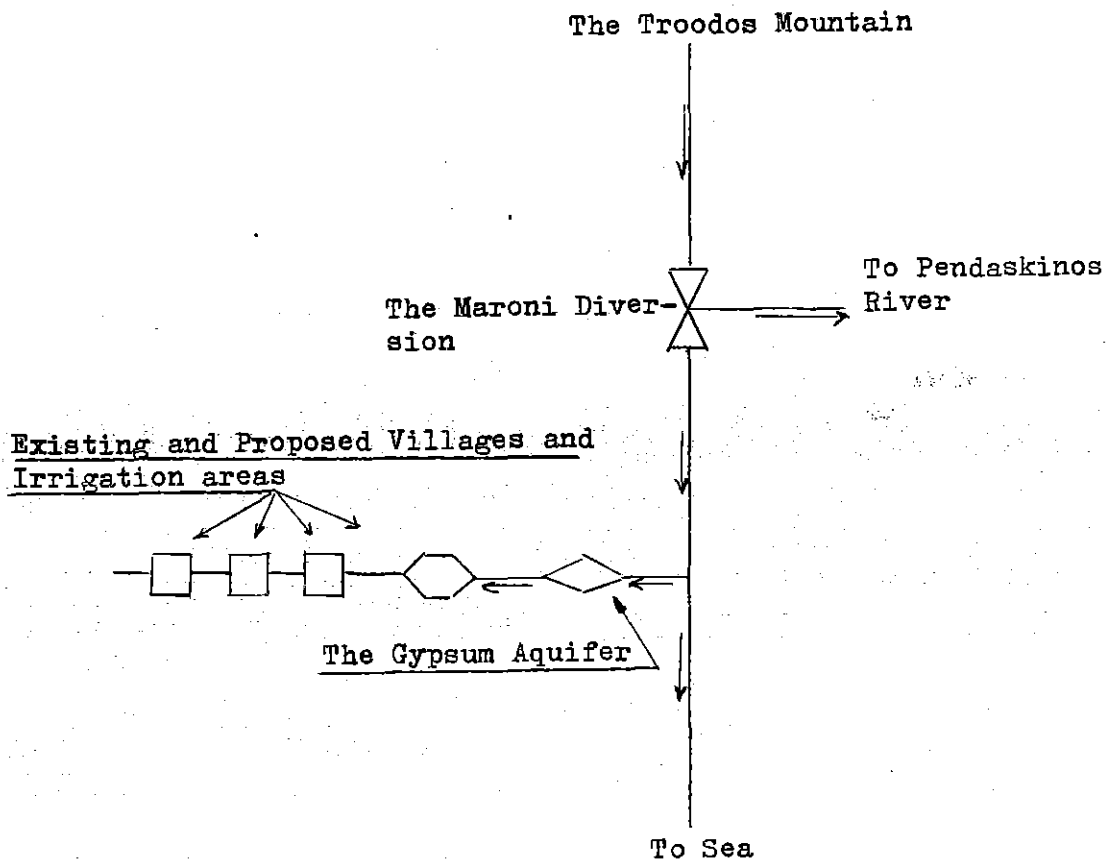 The Troodos Mountain
To Pendaskinos
River
The Maroni Diver-
sion
Existing and Proposed Villages and
Irrigation areas
The Gypsum Aquifer
To Sea